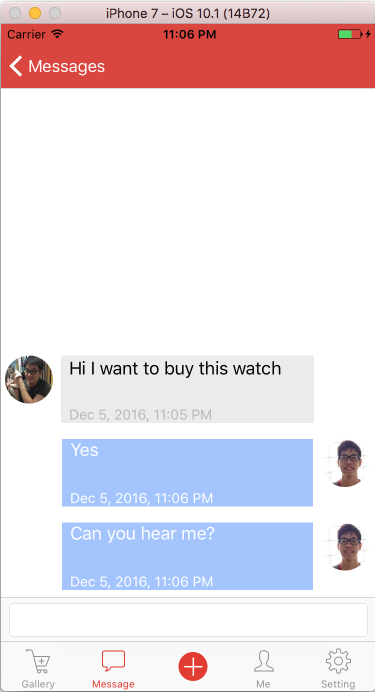 iPhone 7 – iOS 10.1 (14B72)
Carrier 11:06 PM
Messages
Hi I want to buy this watch
Dec 5, 2016, 11:05 PM
Yes
Dec 5, 2016, 11:06 PM
Can you hear me?
Dec 5, 2016, 11:06 PM
Gallery Message Me Setting